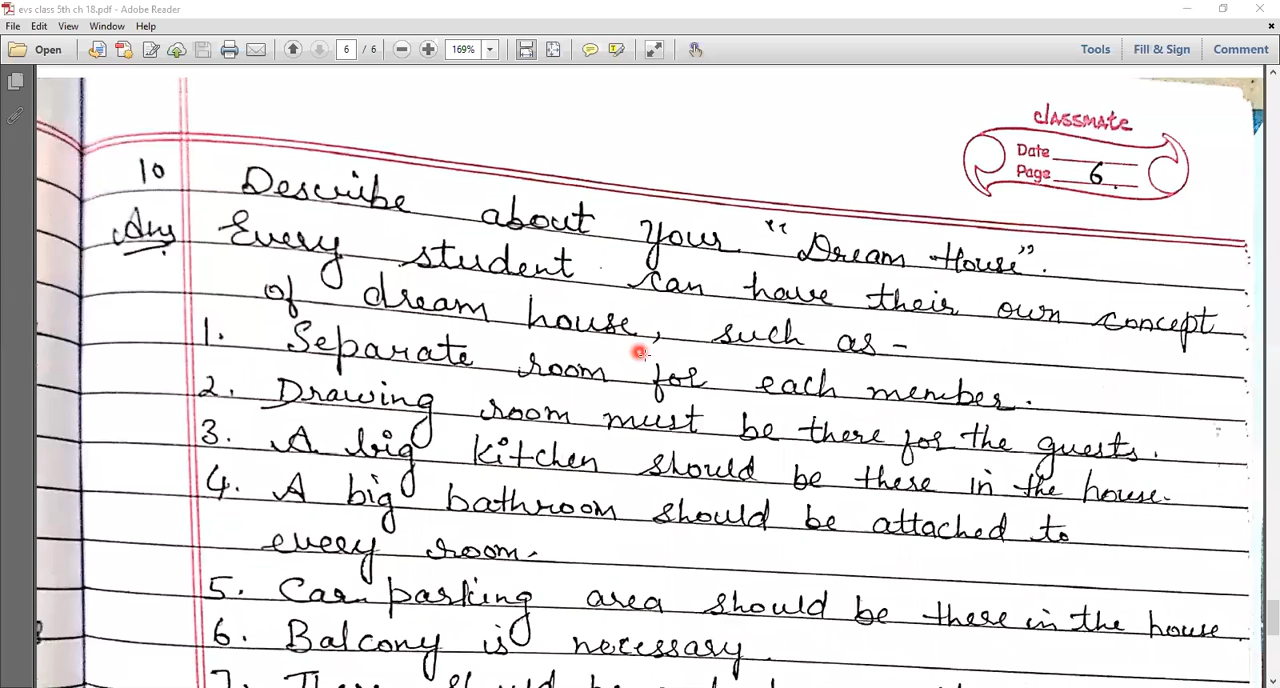 evs class 5th ch 18.pdf - Adobe Reader
File Edit View Window Help
Open 6 / 6 169% Tools Fill & Sign Comment
classmate
Date
Page 6.
10 Describe about your "Dream House".
Ans Every student can have their own concept
of dream house, such as -
1. Separate room for each member.
2. Drawing room must be there for the guests.
3. A big kitchen should be there in the house.
4. A big bathroom should be attached to
every room.
5. Car parking area should be there in the house.
6. Balcony is necessary.
7. There should be